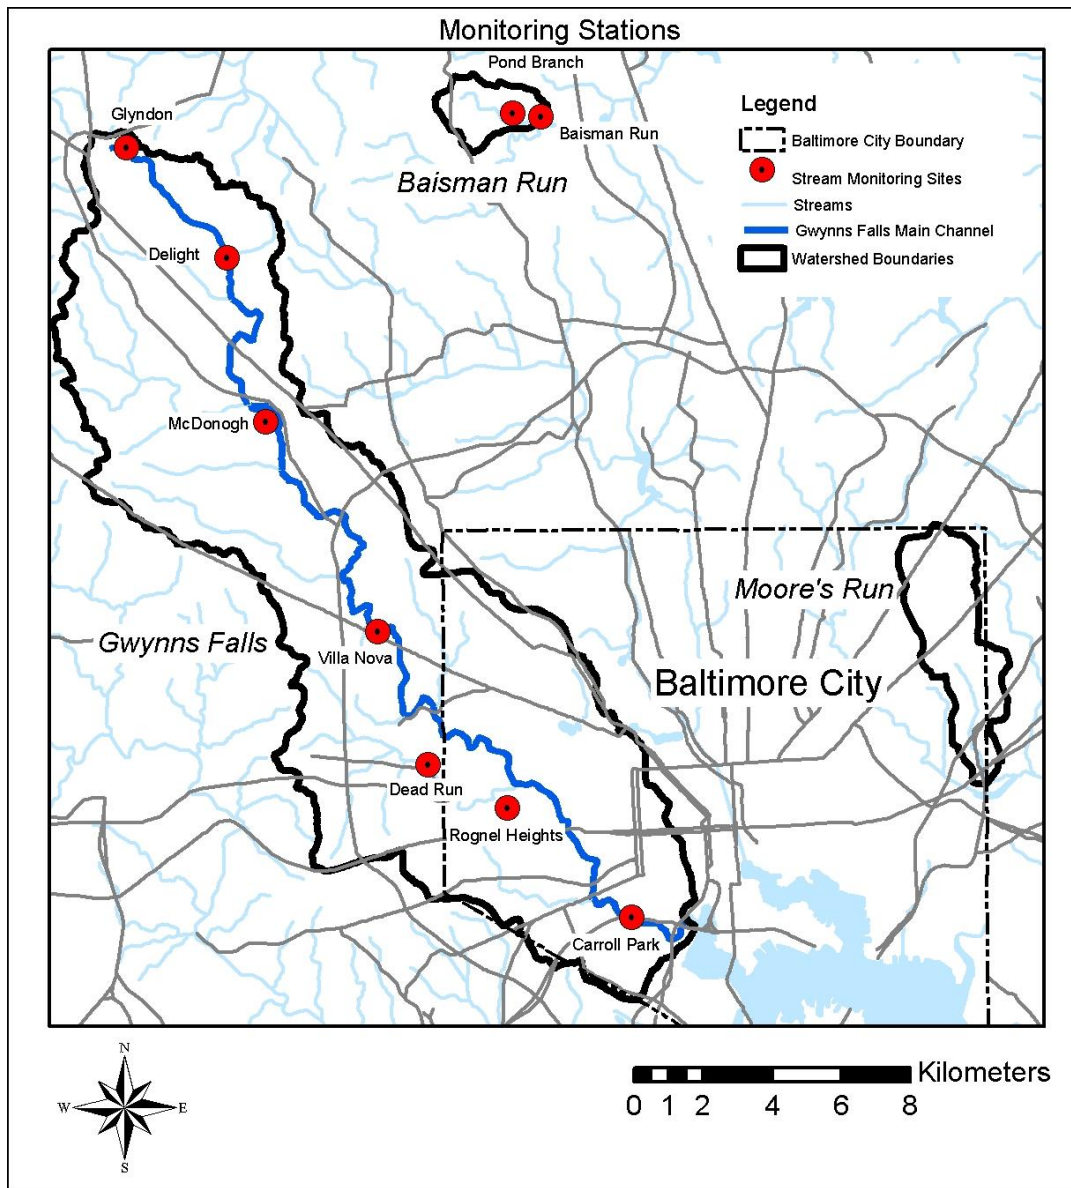 Monitoring Stations
Pond Branch
Glyndon
Baisman Run
Baisman Run
Legend
Baltimore City Boundary
Stream Monitoring Sites
Streams
Gwynns Falls Main Channel
Watershed Boundaries
Delight
McDonogh
Moore's Run
Gwynns Falls
Villa Nova
Baltimore City
Dead Run
Rognel Heights
Carroll Park
N
W E
S
Kilometers
0 1 2 4 6 8